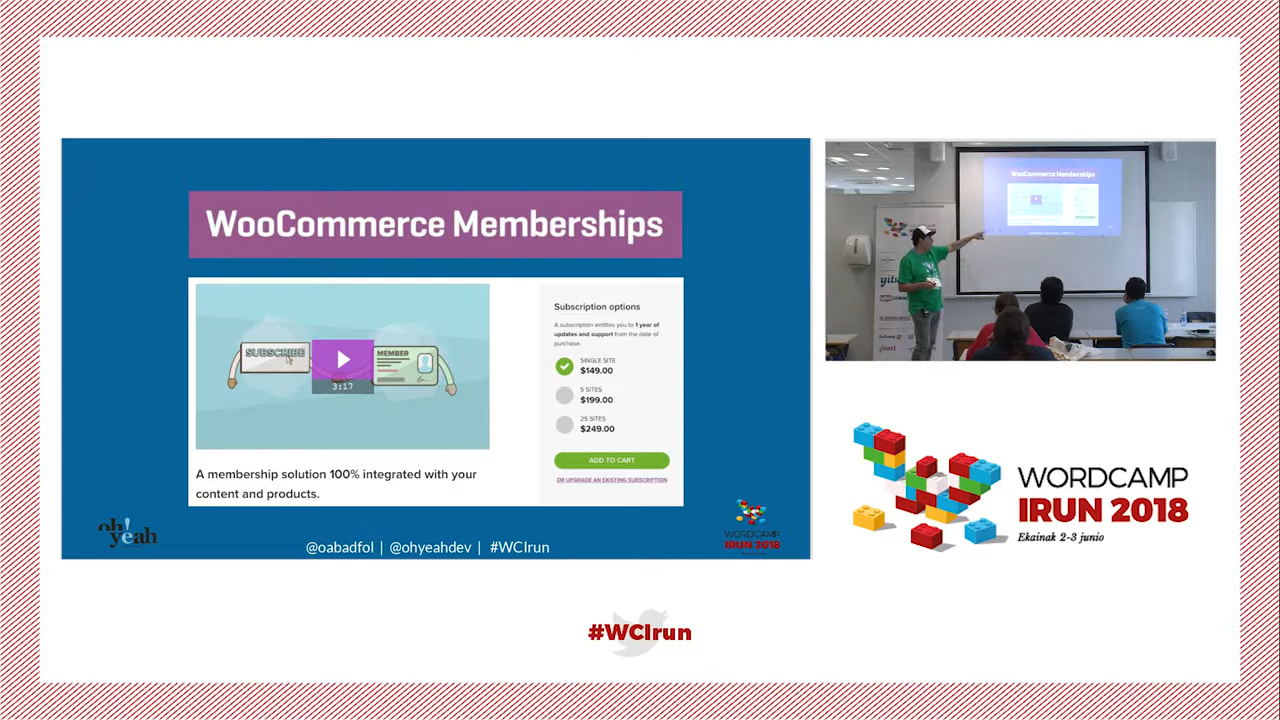 WooCommerce Memberships
SUBSCRIBE
MEMBER
3:17
A membership solution 100% integrated with your
content and products.
Subscription options
A subscription entitles you to 1 year of
updates and support from the date of
purchase.
SINGLE SITE
$149.00
5 SITES
$199.00
25 SITES
$249.00
ADD TO CART
OR UPGRADE AN EXISTING SUBSCRIPTION
oh!
yeah
@oabadfol | @ohyeahdev | #WCIrun
WORDCAMP
IRUN 2018
WooCommerce Memberships
WORDCAMP
IRUN 2018
Ekainak 2-3 junio
#WCIrun